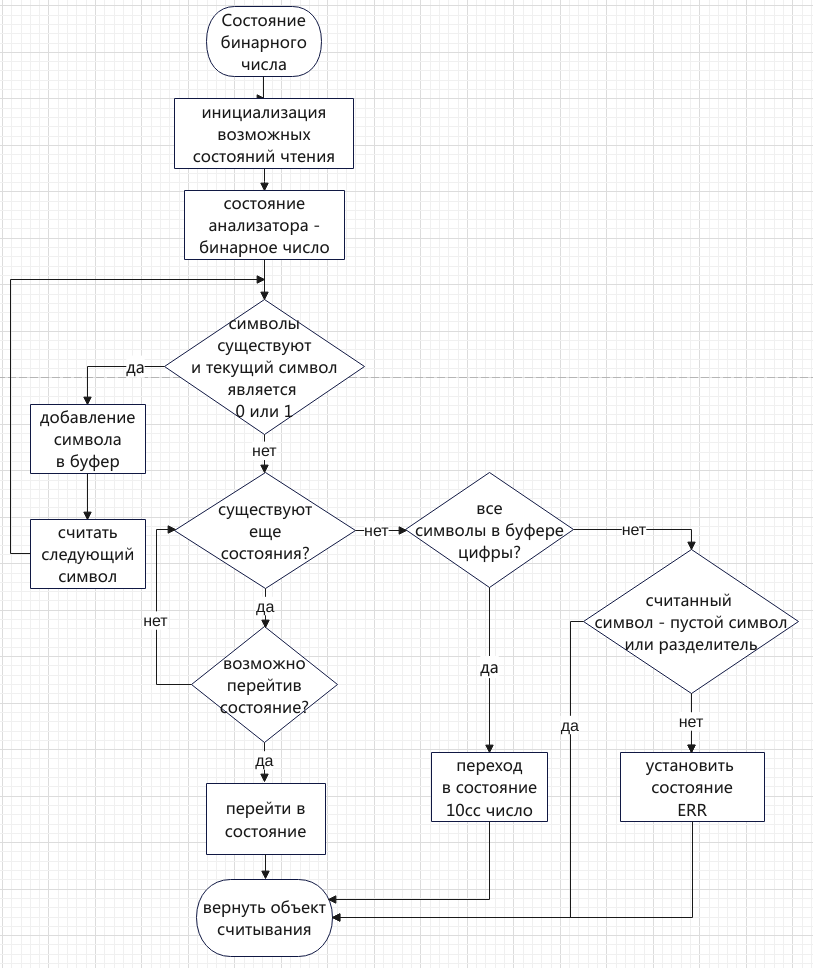 Состояние
бинарного
числа
инициализация
возможных
состояний чтения
состояние
анализатора -
бинарное число
символы
существуют
и текущий символ
является
0 или 1
да
добавление
символа
в буфер
считать
следующий
символ
нет
существуют
еще
состояния?
нет
все
символы в буфере
цифры?
нет
считанный
символ - пустой символ
или разделитель
да
нет
возможно
перейтив
состояние?
да
да
нет
да
перейти в
состояние
переход
в состояние
10сс число
установить
состояние
ERR
вернуть объект
считывания